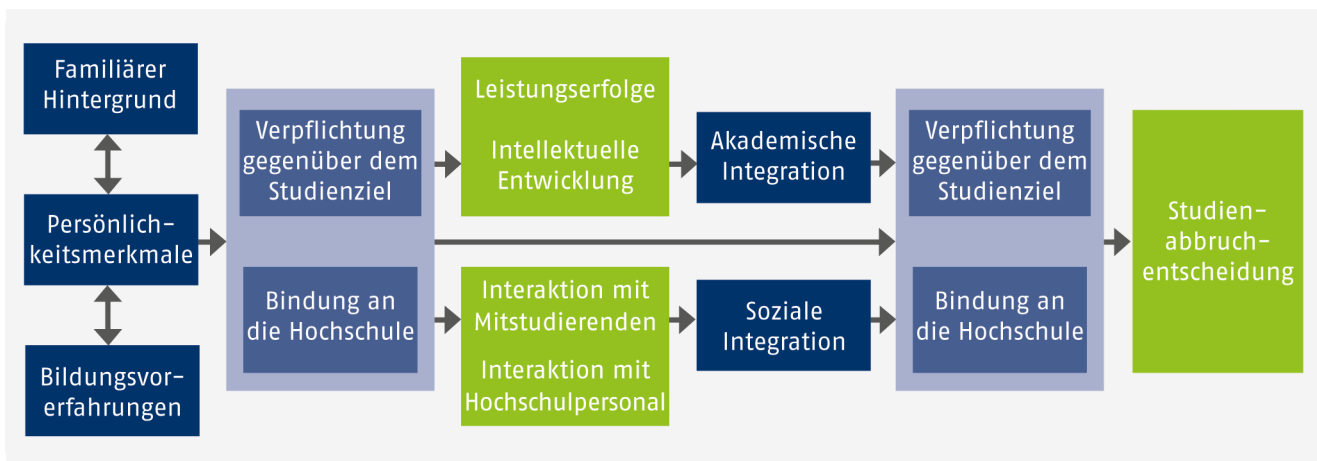 Familiärer
Hintergrund
Persönlich-
keitsmerkmale
Bildungsvor-
erfahrungen
Verpflichtung
gegenüber dem
Studienziel
Bindung an
die Hochschule
Leistungserfolge
Intellektuelle
Entwicklung
Interaktion mit
Mitstudierenden
Interaktion mit
Hochschulpersonal
Akademische
Integration
Soziale
Integration
Verpflichtung
gegenüber dem
Studienziel
Bindung an
die Hochschule
Studien-
abbruch-
entscheidung